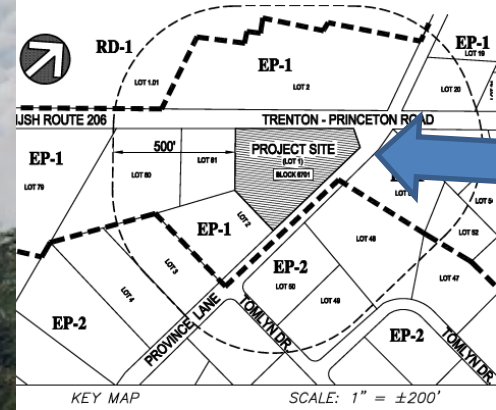 RD-1
EP-1
EP-1
LOT 19
LOT 1.01
LOT 2
LOT 20
NJSH ROUTE 206
TRENTON - PRINCETON ROAD
500'
PROJECT SITE
(LOT 1)
BLOCK 6701
EP-1
LOT 79
LOT 80
LOT 81
EP-1
LOT 2
LOT 3
LOT 4
EP-2
LOT 50
LOT 49
LOT 48
LOT 52
LOT 47
EP-2
PROVINCE LANE
TOMLYN DR.
EP-2
TOMLYN DR.
KEY MAP
SCALE: 1" = ±200'